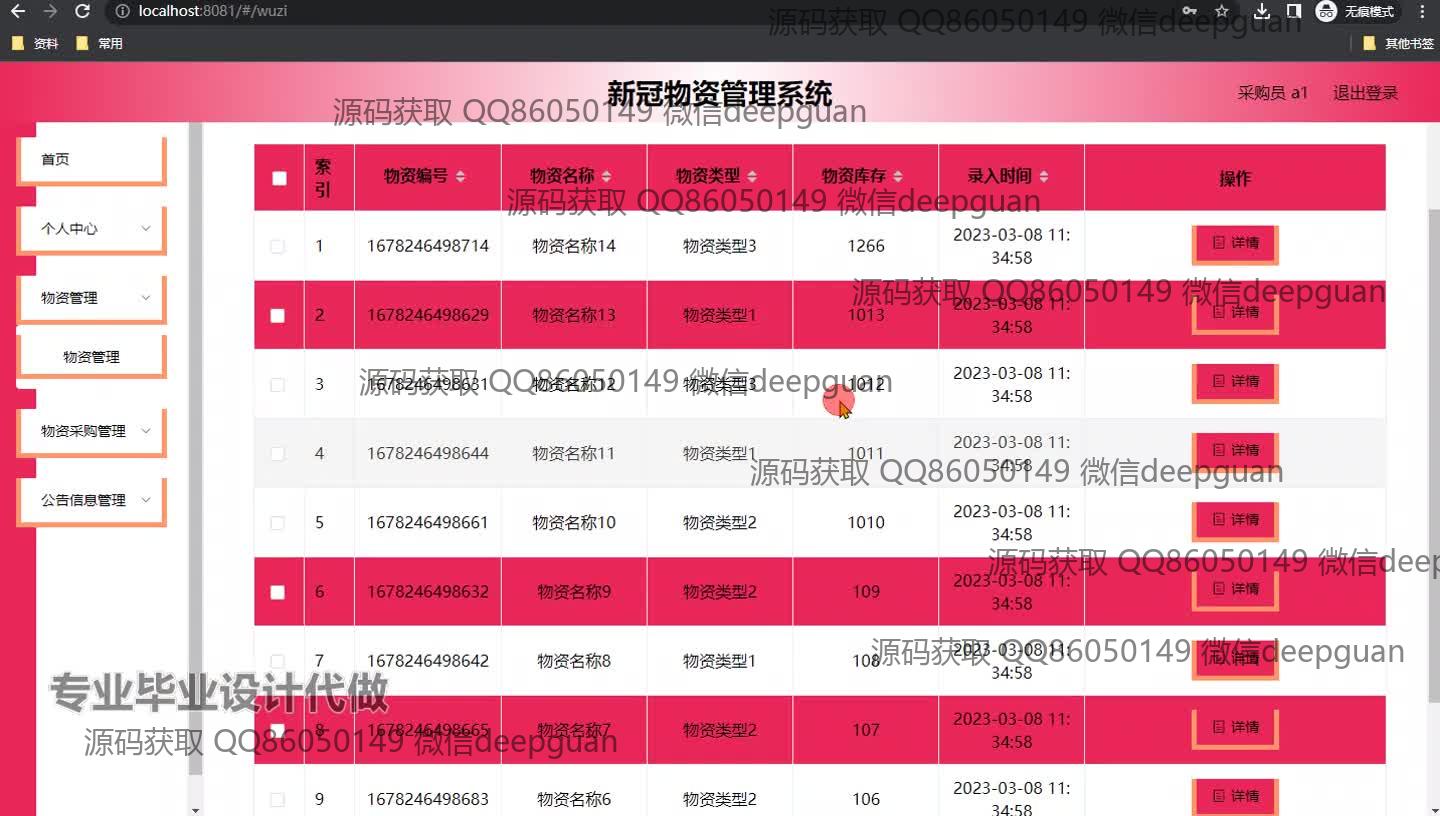 localhost:8081/#/wuzi
无痕模式
资料
常用
其他书签
新冠物资管理系统
采购员 a1
退出登录
首页
个人中心
物资管理
物资管理
物资采购管理
公告信息管理
索引 物资编号 物资名称 物资类型 物资库存 录入时间 操作
1 1678246498714 物资名称14 物资类型3 1266 2023-03-08 11:34:58 详情
2 1678246498629 物资名称13 物资类型1 1013 2023-03-08 11:34:58 详情
3 1678246498631 物资名称12 物资类型3 1012 2023-03-08 11:34:58 详情
4 1678246498644 物资名称11 物资类型1 1011 2023-03-08 11:34:58 详情
5 1678246498661 物资名称10 物资类型2 1010 2023-03-08 11:34:58 详情
6 1678246498632 物资名称9 物资类型2 109 2023-03-08 11:34:58 详情
7 1678246498642 物资名称8 物资类型1 108 2023-03-08 11:34:58 详情
8 1678246498665 物资名称7 物资类型2 107 2023-03-08 11:34:58 详情
9 1678246498683 物资名称6 物资类型2 106 2023-03-08 11:34:58 详情
源码获取 QQ86050149 微信deepguan
源码获取 QQ86050149 微信deepguan
源码获取 QQ86050149 微信deepguan
源码获取 QQ86050149 微信deepguan
源码获取 QQ86050149 微信deepguan
源码获取 QQ86050149 微信deepguan
源码获取 QQ86050149 微信deep
源码获取 QQ86050149 微信deepguan
专业毕业设计代做
源码获取 QQ86050149 微信deepguan